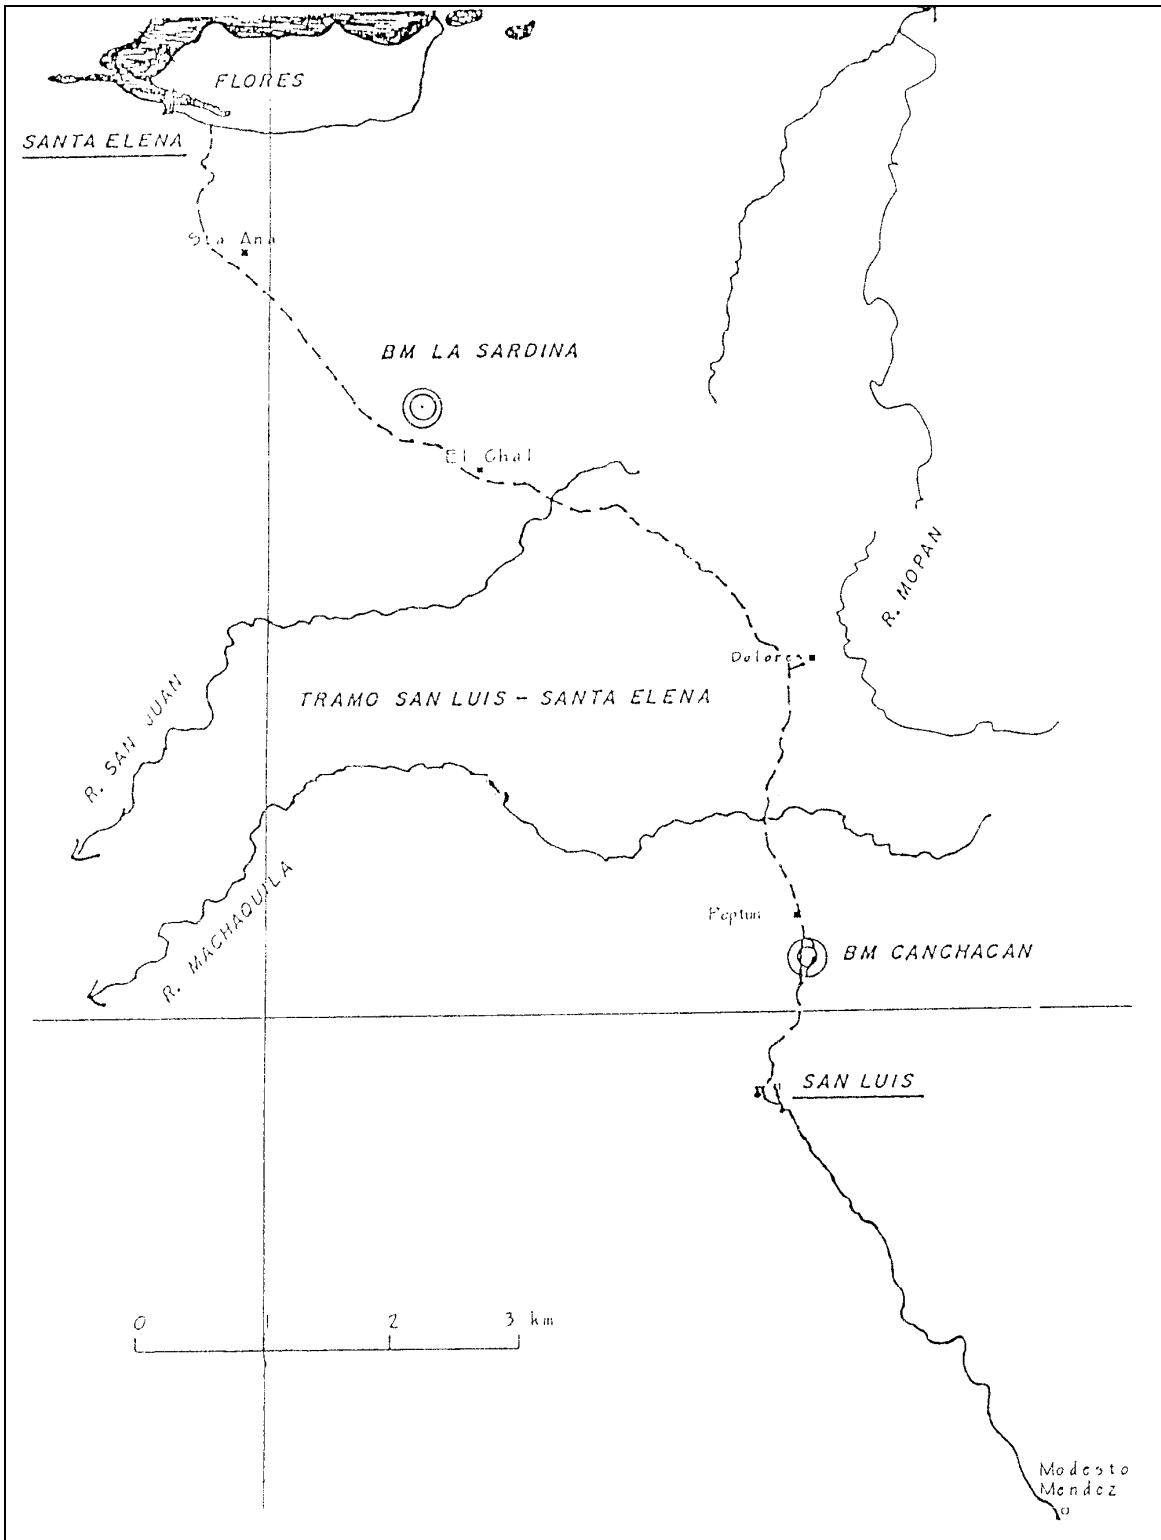 FLORES
SANTA ELENA
Sta Ana
BM LA SARDINA
El Chal
R. MOPAN
Dolores
TRAMO SAN LUIS - SANTA ELENA
R. SAN JUAN
R. MACHAQUILA
Poptun
BM CANCHACAN
SAN LUIS
0 1 2 3 km
Modesto
Mendez